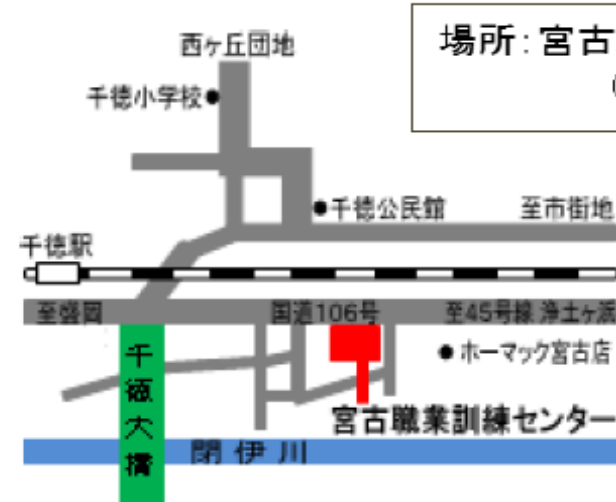 西ヶ丘団地
場所：宮古
千徳小学校
千徳公民館
至市街地
千徳駅
至盛岡
国道106号
至45号線 浄土ヶ浜
千徳大橋
ホーマック宮古店
宮古職業訓練センター
閉伊川